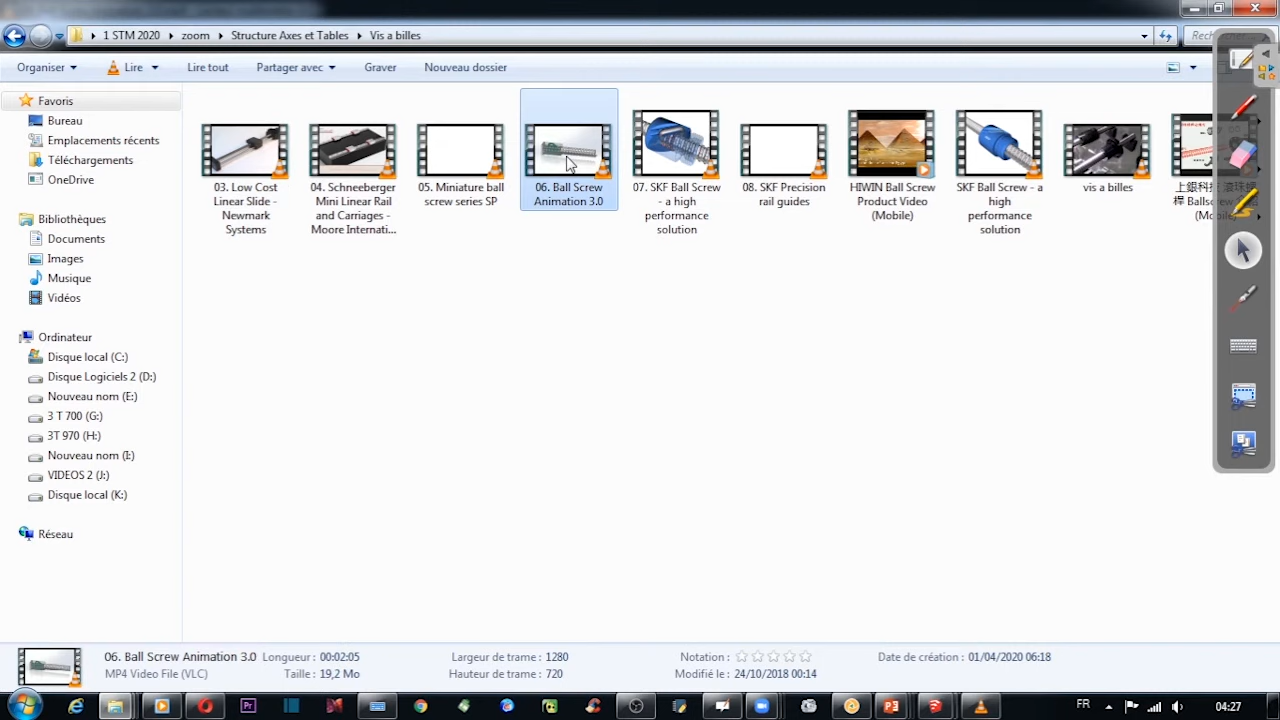 1 STM 2020 zoom Structure Axes et Tables Vis a billes
Organiser Lire Lire tout Partager avec Graver Nouveau dossier
Favoris
Bureau
Emplacements récents
Téléchargements
OneDrive
Bibliothèques
Documents
Images
Musique
Vidéos
Ordinateur
Disque local (C:)
Disque Logiciels 2 (D:)
Nouveau nom (E:)
3 T 700 (G:)
3T 970 (H:)
Nouveau nom (I:)
VIDEOS 2 (J:)
Disque local (K:)
Réseau
03. Low Cost
Linear Slide -
Newmark
Systems
04. Schneeberger
Mini Linear Rail
and Carriages -
Moore Internati...
05. Miniature ball
screw series SP
06. Ball Screw
Animation 3.0
07. SKF Ball Screw
- a high
performance
solution
08. SKF Precision
rail guides
HIWIN Ball Screw
Product Video
(Mobile)
SKF Ball Screw - a
high
performance
solution
vis a billes
06. Ball Screw Animation 3.0 Longueur : 00:02:05 Largeur de trame : 1280 Notation : Date de création : 01/04/2020 06:18
MP4 Video File (VLC) Taille : 19,2 Mo Hauteur de trame : 720 Modifié le : 24/10/2018 00:14
FR 04:27